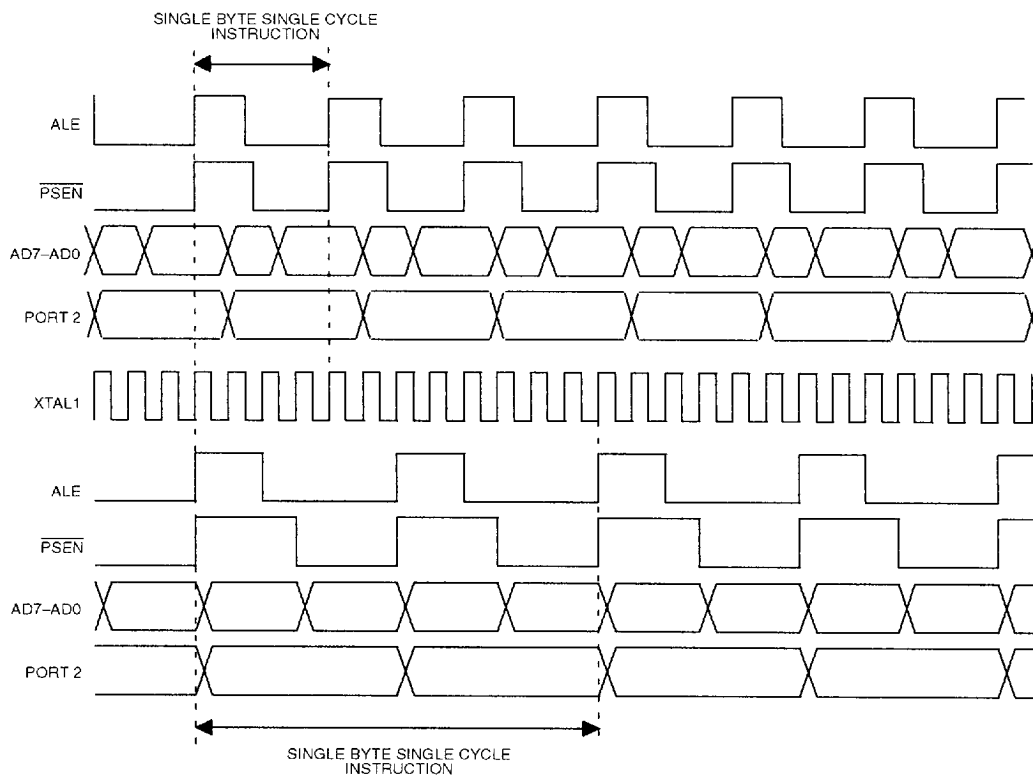 SINGLE BYTE SINGLE CYCLE
INSTRUCTION
ALE
PSEN
AD7–AD0
PORT 2
XTAL1
ALE
PSEN
AD7–AD0
PORT 2
SINGLE BYTE SINGLE CYCLE
INSTRUCTION